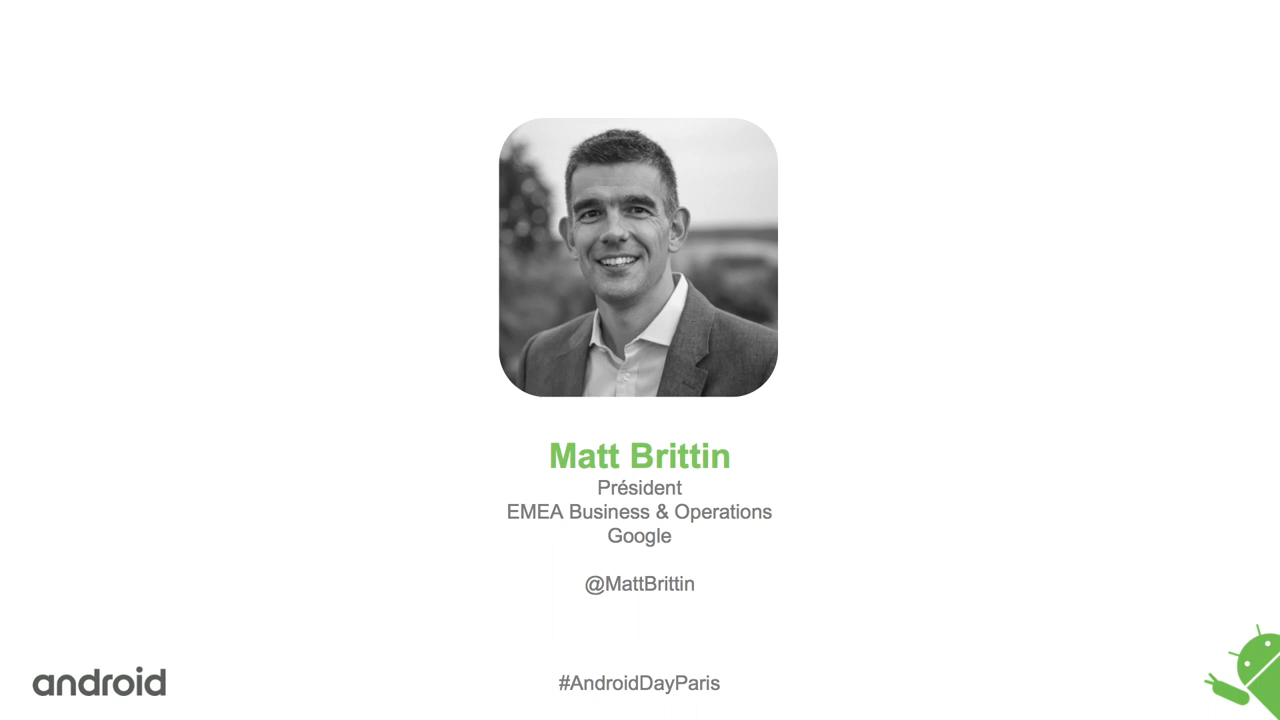 Matt Brittin
Président
EMEA Business & Operations
Google
@MattBrittin
android
#AndroidDayParis